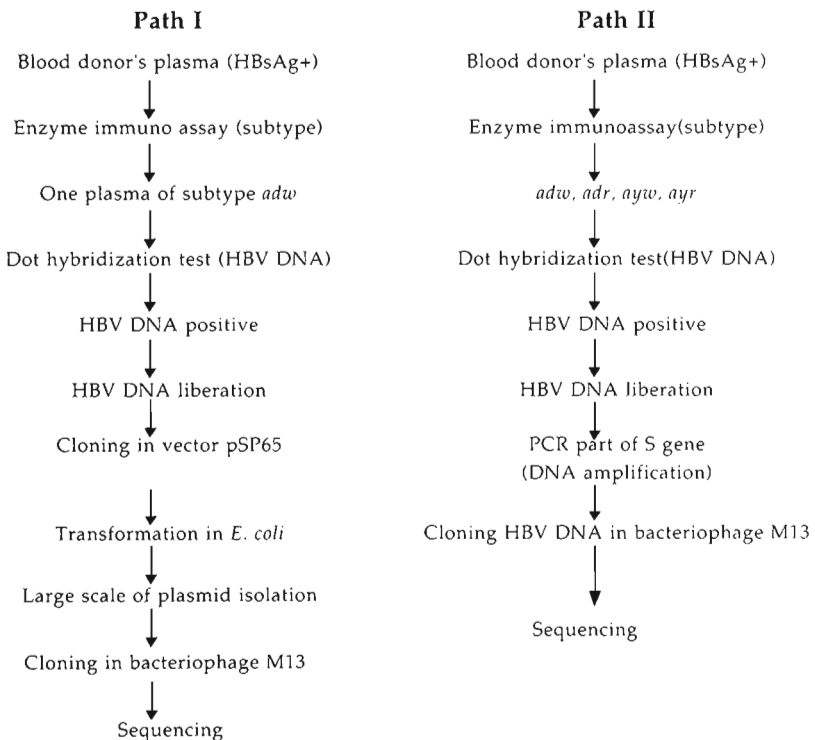 Path I
Blood donor's plasma (HBsAg+)
Enzyme immuno assay (subtype)
One plasma of subtype adw
Dot hybridization test (HBV DNA)
HBV DNA positive
HBV DNA liberation
Cloning in vector pSP65
Transformation in E. coli
Large scale of plasmid isolation
Cloning in bacteriophage M13
Sequencing
Path II
Blood donor's plasma (HBsAg+)
Enzyme immunoassay(subtype)
adw, adr, ayw, ayr
Dot hybridization test(HBV DNA)
HBV DNA positive
HBV DNA liberation
PCR part of S gene
(DNA amplification)
Cloning HBV DNA in bacteriophage M13
Sequencing